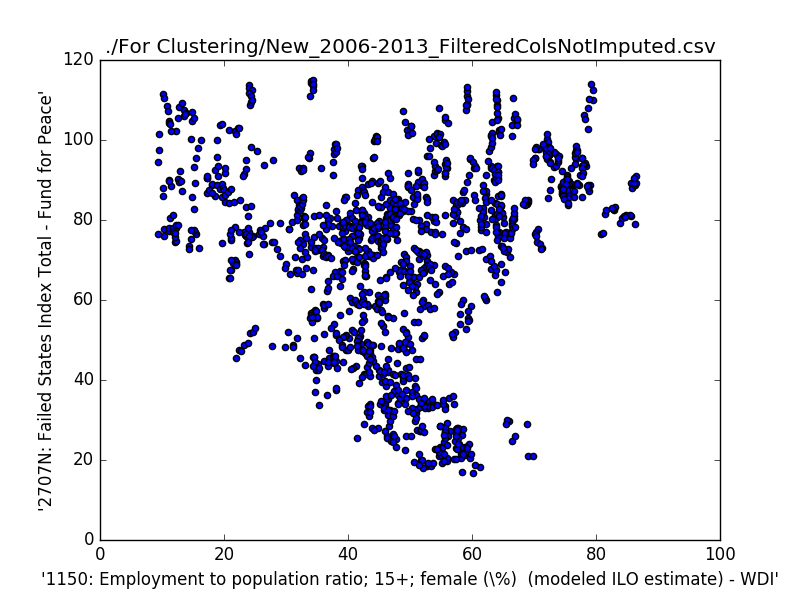 ./For Clustering/New_2006-2013_FilteredColsNotImputed.csv
120
100
80
60
40
20
0
'2707N: Failed States Index Total - Fund for Peace'
0 20 40 60 80 100
'1150: Employment to population ratio; 15+; female (\%)  (modeled ILO estimate) - WDI'